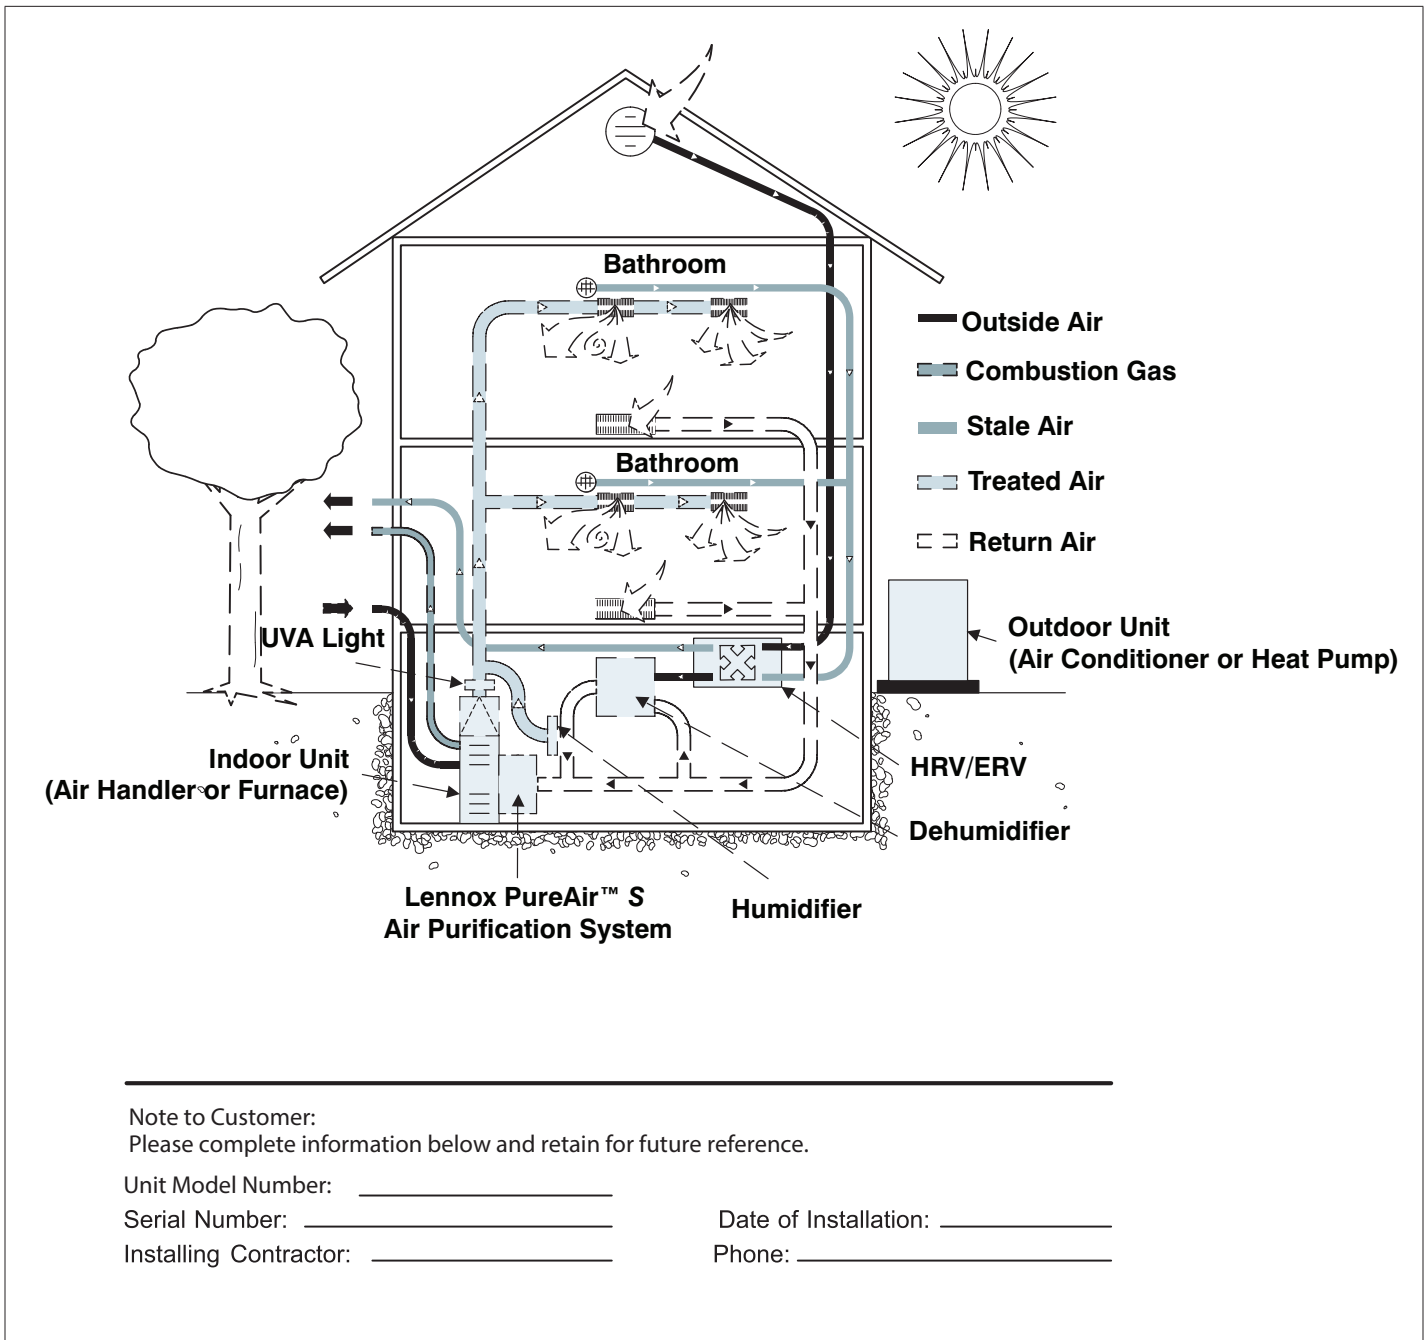 Bathroom
Outside Air
Combustion Gas
Stale Air
Bathroom
Treated Air
Return Air
UVA Light
Outdoor Unit
(Air Conditioner or Heat Pump)
Indoor Unit
(Air Handler or Furnace)
HRV/ERV
Dehumidifier
Lennox PureAir™ S
Air Purification System
Humidifier
Note to Customer:
Please complete information below and retain for future reference.
Unit Model Number:
Serial Number:
Date of Installation:
Installing Contractor:
Phone: